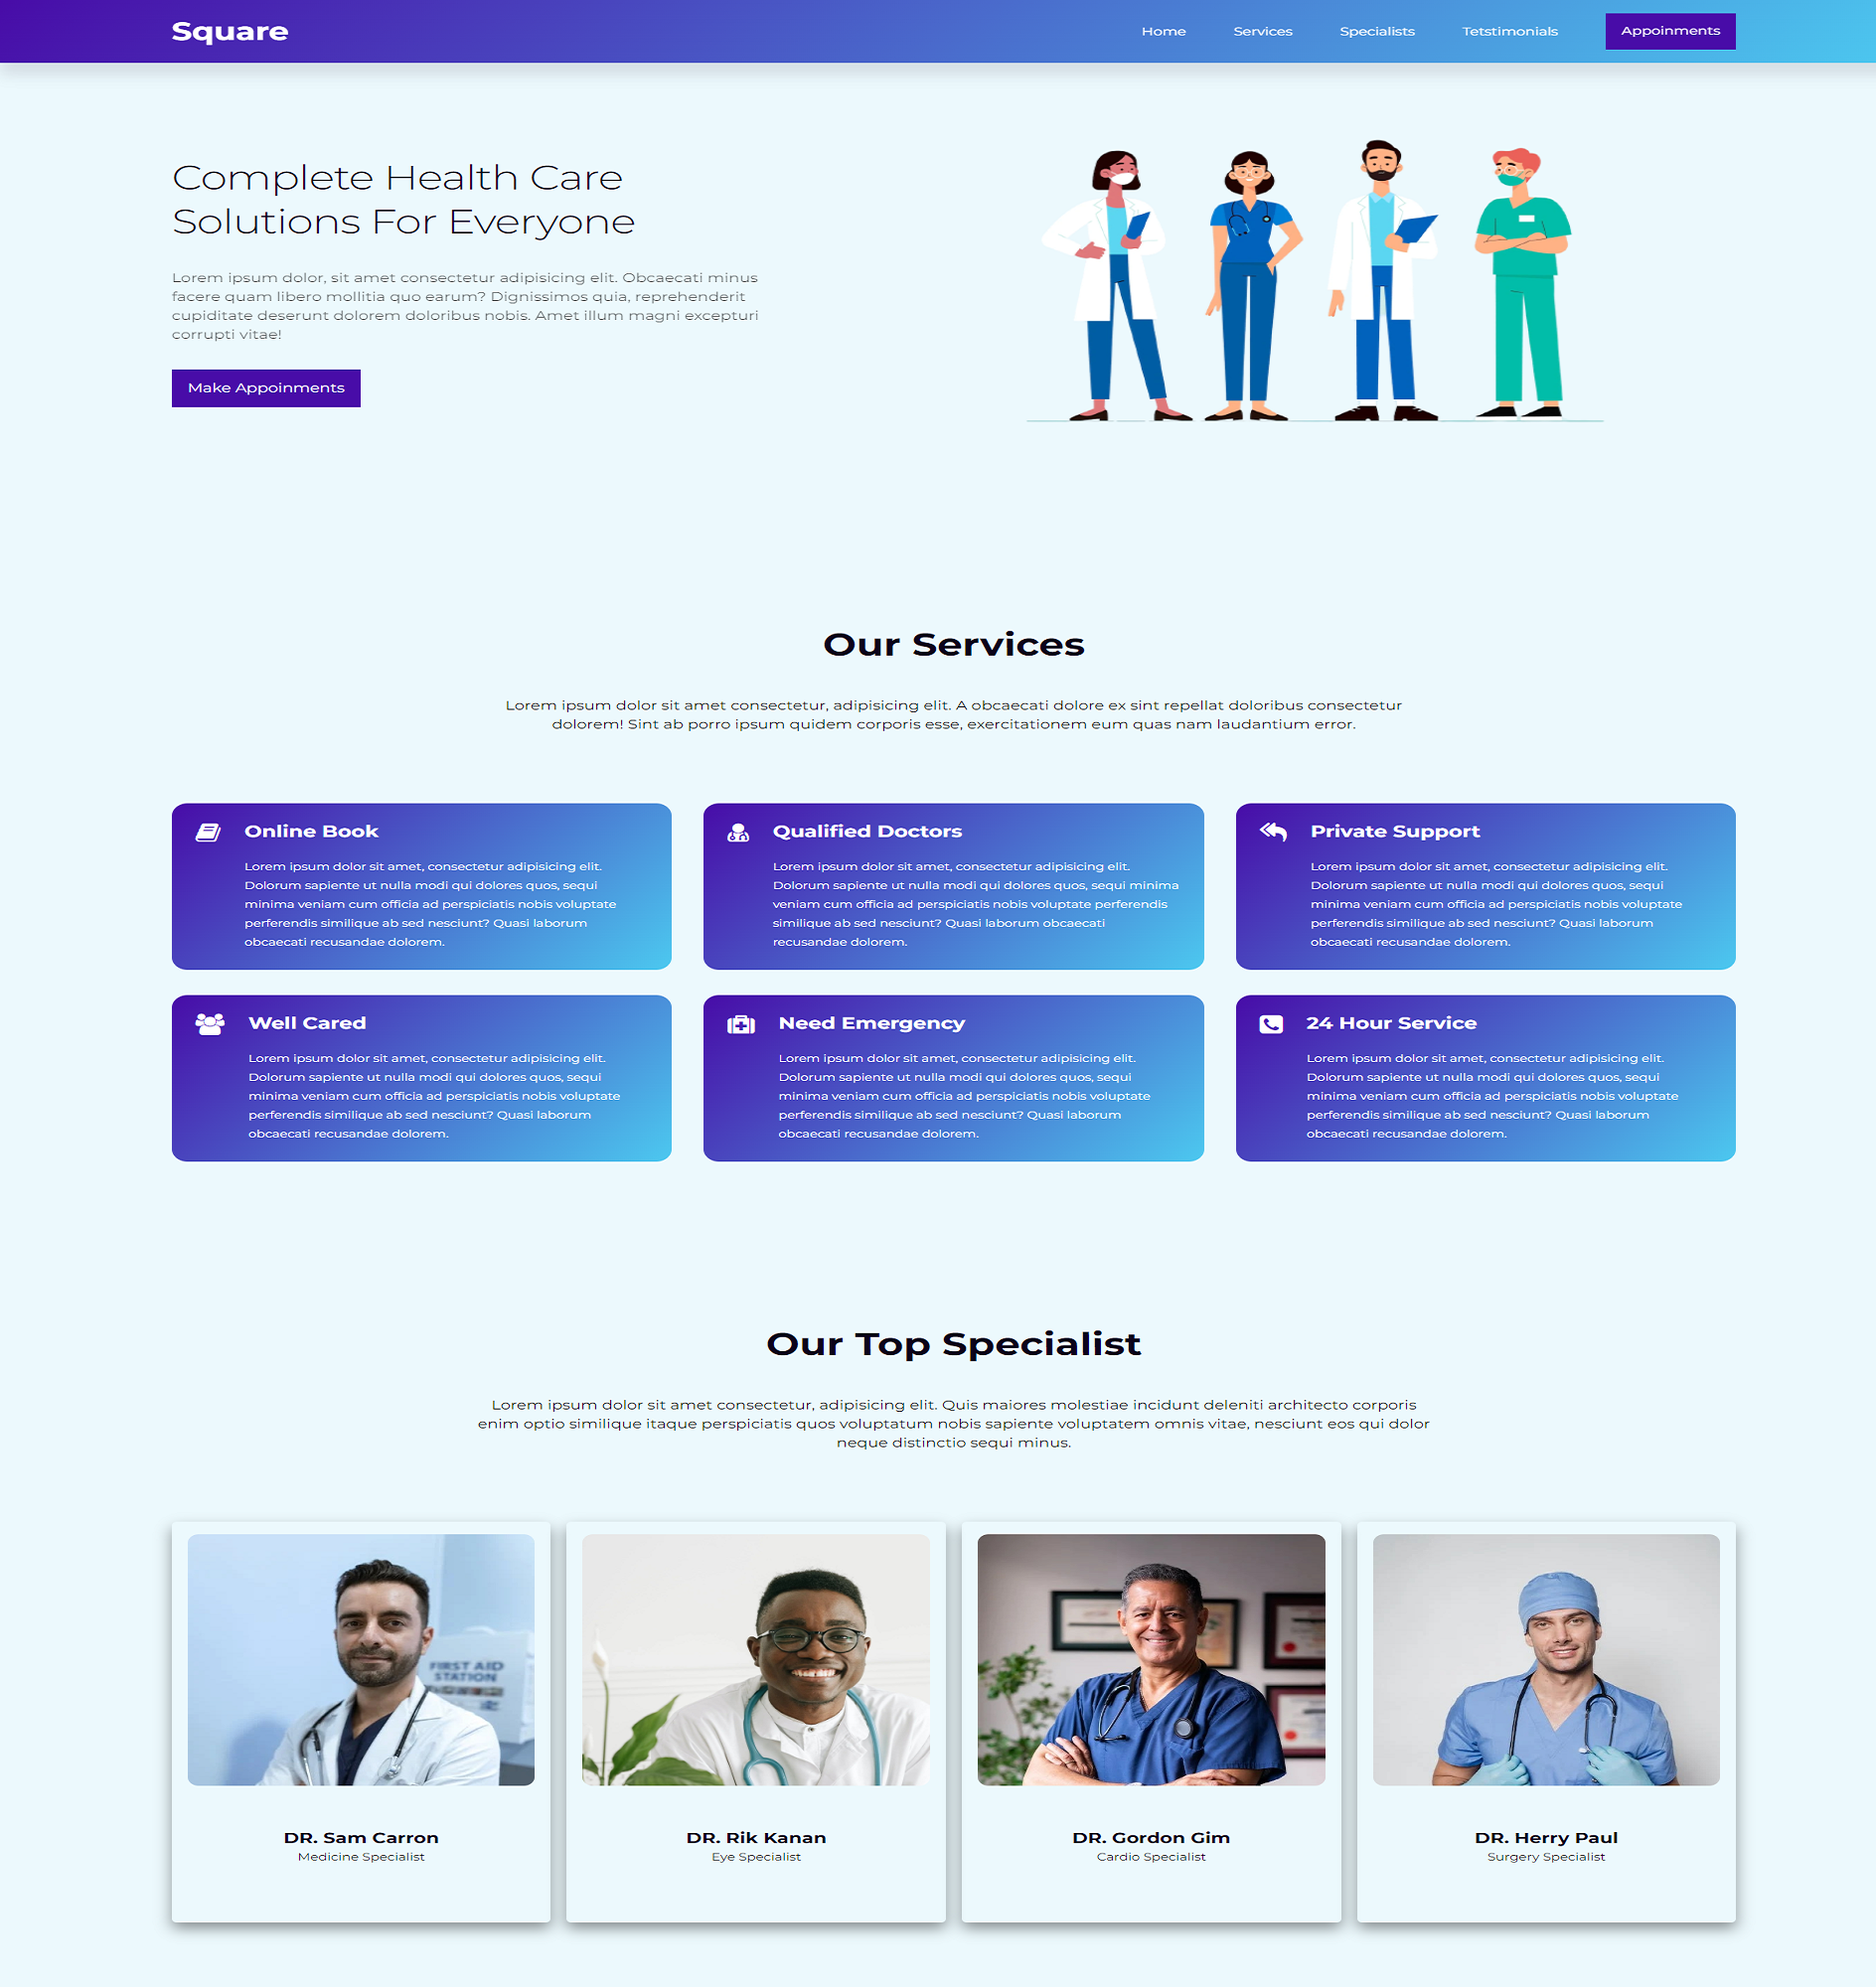 Square
Home
Services
Specialists
Tetstimonials
Appoinments
Complete Health Care
Solutions For Everyone
Lorem ipsum dolor, sit amet consectetur adipisicing elit. Obcaecati minus
facere quam libero mollitia quo earum? Dignissimos quia, reprehenderit
cupiditate deserunt dolorem doloribus nobis. Amet illum magni excepturi
corrupti vitae!
Make Appoinments
Our Services
Lorem ipsum dolor sit amet consectetur, adipisicing elit. A obcaecati dolore ex sint repellat doloribus consectetur
dolorem! Sint ab porro ipsum quidem corporis esse, exercitationem eum quas nam laudantium error.
Online Book
Lorem ipsum dolor sit amet, consectetur adipisicing elit.
Dolorum sapiente ut nulla modi qui dolores quos, sequi
minima veniam cum officia ad perspiciatis nobis voluptate
perferendis similique ab sed nesciunt? Quasi laborum
obcaecati recusandae dolorem.
Qualified Doctors
Lorem ipsum dolor sit amet, consectetur adipisicing elit.
Dolorum sapiente ut nulla modi qui dolores quos, sequi minima
veniam cum officia ad perspiciatis nobis voluptate perferendis
similique ab sed nesciunt? Quasi laborum obcaecati
recusandae dolorem.
Private Support
Lorem ipsum dolor sit amet, consectetur adipisicing elit.
Dolorum sapiente ut nulla modi qui dolores quos, sequi
minima veniam cum officia ad perspiciatis nobis voluptate
perferendis similique ab sed nesciunt? Quasi laborum
obcaecati recusandae dolorem.
Well Cared
Lorem ipsum dolor sit amet, consectetur adipisicing elit.
Dolorum sapiente ut nulla modi qui dolores quos, sequi
minima veniam cum officia ad perspiciatis nobis voluptate
perferendis similique ab sed nesciunt? Quasi laborum
obcaecati recusandae dolorem.
Need Emergency
Lorem ipsum dolor sit amet, consectetur adipisicing elit.
Dolorum sapiente ut nulla modi qui dolores quos, sequi
minima veniam cum officia ad perspiciatis nobis voluptate
perferendis similique ab sed nesciunt? Quasi laborum
obcaecati recusandae dolorem.
24 Hour Service
Lorem ipsum dolor sit amet, consectetur adipisicing elit.
Dolorum sapiente ut nulla modi qui dolores quos, sequi
minima veniam cum officia ad perspiciatis nobis voluptate
perferendis similique ab sed nesciunt? Quasi laborum
obcaecati recusandae dolorem.
Our Top Specialist
Lorem ipsum dolor sit amet consectetur, adipisicing elit. Quis maiores molestiae incidunt deleniti architecto corporis
enim optio similique itaque perspiciatis quos voluptatum nobis sapiente voluptatem omnis vitae, nesciunt eos qui dolor
neque distinctio sequi minus.
FIRST AID
STATION
DR. Sam Carron
Medicine Specialist
DR. Rik Kanan
Eye Specialist
DR. Gordon Gim
Cardio Specialist
DR. Herry Paul
Surgery Specialist